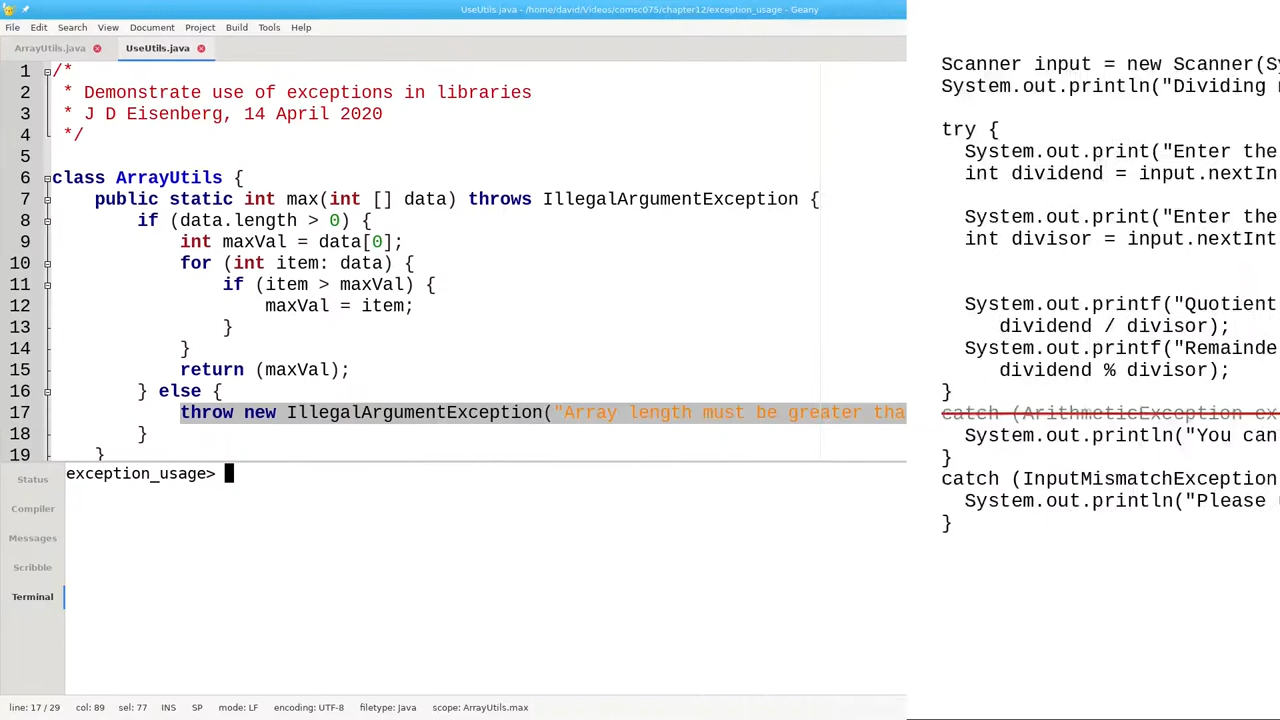 UseUtils.java - /home/david/Videos/comsc075/chapter12/exception_usage - Geany
File Edit Search View Document Project Build Tools Help
ArrayUtils.java UseUtils.java
1 /*
2 * Demonstrate use of exceptions in libraries
3 * J D Eisenberg, 14 April 2020
4 */
5
6 class ArrayUtils {
7 public static int max(int [] data) throws IllegalArgumentException {
8 if (data.length > 0) {
9 int maxVal = data[0];
10 for (int item: data) {
11 if (item > maxVal) {
12 maxVal = item;
13 }
14 }
15 return (maxVal);
16 } else {
17 throw new IllegalArgumentException("Array length must be greater tha
18 }
19 }
Status
Compiler
Messages
Scribble
Terminal
exception_usage>
line: 17 / 29 col: 89 sel: 77 INS SP mode: LF encoding: UTF-8 filetype: Java scope: ArrayUtils.max
Scanner input = new Scanner(Sy
System.out.println("Dividing
try {
System.out.print("Enter the
int dividend = input.nextIn
System.out.print("Enter the
int divisor = input.nextInt
System.out.printf("Quotient
dividend / divisor);
System.out.printf("Remainde
dividend % divisor);
}
catch (ArithmeticException ex
System.out.println("You can
}
catch (InputMismatchException
System.out.println("Please
}